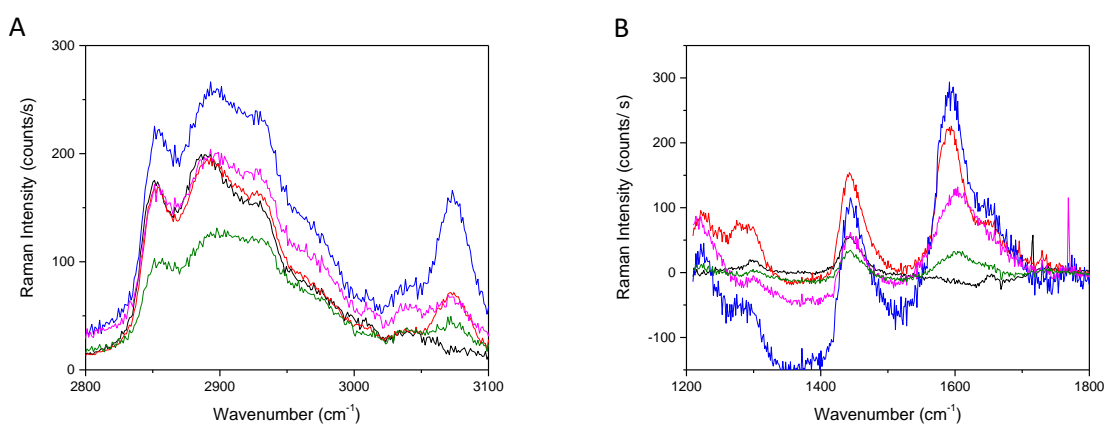 A
300
200
100
0
2800
2900
3000
3100
Wavenumber (cm-1)
Raman Intensity (counts/s)
B
300
200
100
0
-100
1200
1400
1600
1800
Wavenumber (cm-1)
Raman Intensity (counts/ s)